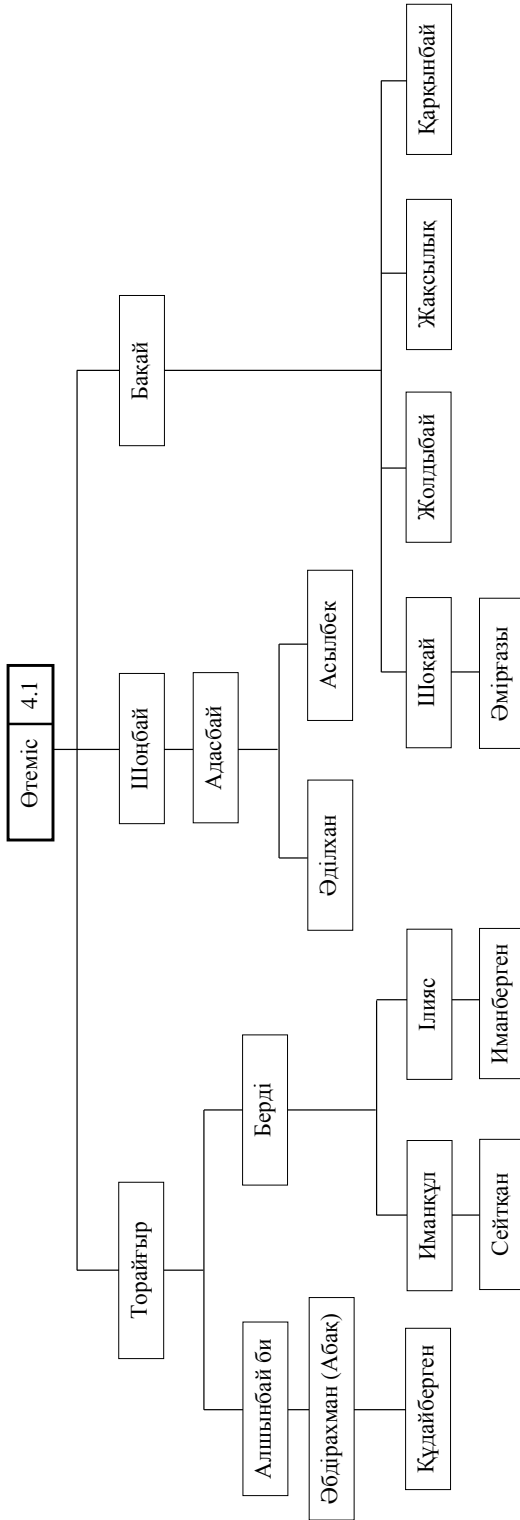 Өтеміс 4.1
Торайғыр
Шоңбай
Бақай
Адасбай
Алшынбай би
Берді
Әділхан
Асылбек
Әбдірахман (Абақ)
Құдайберген
Иманқұл
Ілияс
Шоқай
Жолдыбай
Жақсылық
Қарқынбай
Сейтқан
Иманберген
Әмірғазы